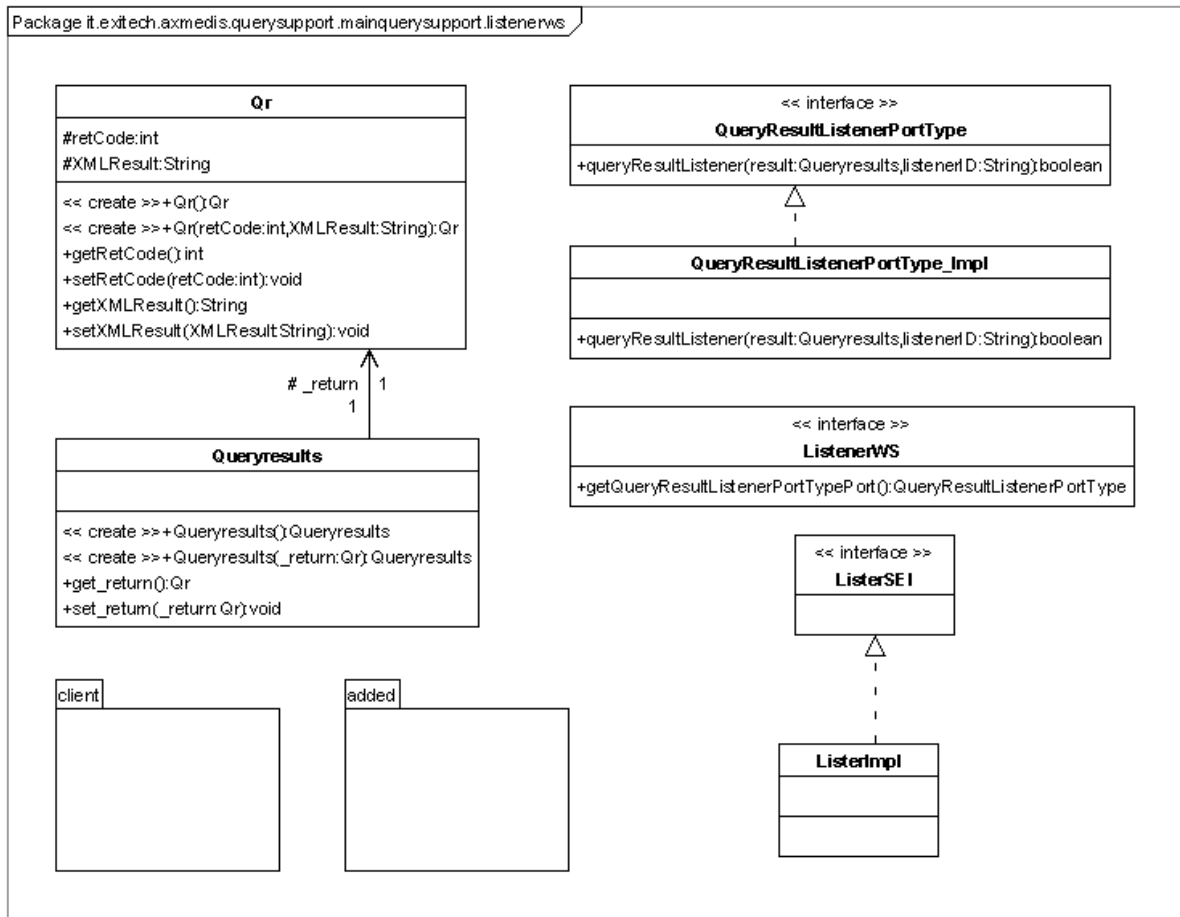 Package it.exitech.axmedis.querysupport.mainquerysupport.listenerws
Qr
#retCode:int
#XMLResult:String
<< create >>+Qr():Qr
<< create >>+Qr(retCode:int,XMLResult:String):Qr
+getRetCode():int
+setRetCode(retCode:int):void
+getXMLResult():String
+setXMLResult(XMLResult:String):void
# _return
1
1
Queryresults
<< create >>+Queryresults():Queryresults
<< create >>+Queryresults(_return:Qr):Queryresults
+get_return():Qr
+set_return(_return:Qr):void
client
added
<< interface >>
QueryResultListenerPortType
+queryResultListener(result:Queryresults,listenerID:String):boolean
QueryResultListenerPortType_Impl
+queryResultListener(result:Queryresults,listenerID:String):boolean
<< interface >>
ListenerWS
+getQueryResultListenerPortTypePort():QueryResultListenerPortType
<< interface >>
ListerSEI
ListerImpl